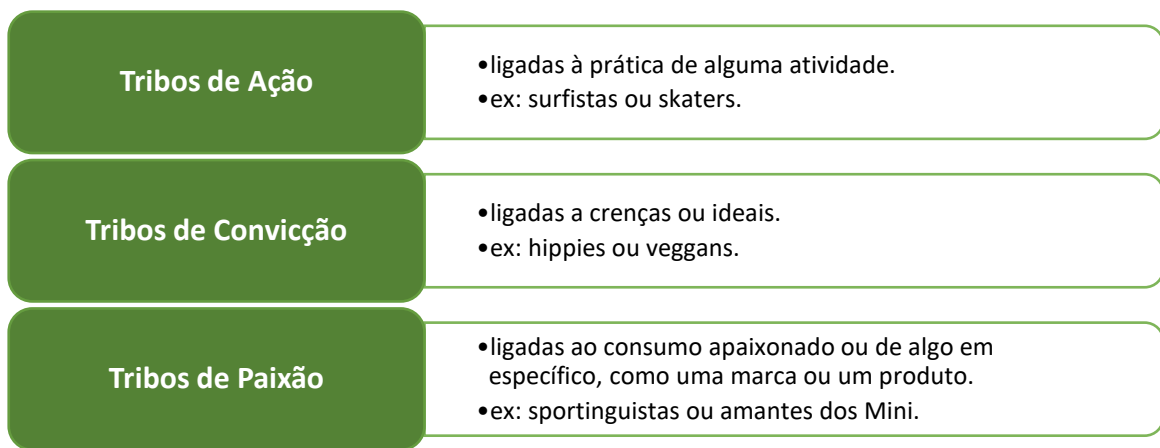 Tribos de Ação
•ligadas à prática de alguma atividade.
•ex: surfistas ou skaters.
Tribos de Convicção
•ligadas a crenças ou ideais.
•ex: hippies ou veggans.
Tribos de Paixão
•ligadas ao consumo apaixonado ou de algo em
específico, como uma marca ou um produto.
•ex: sportinguistas ou amantes dos Mini.